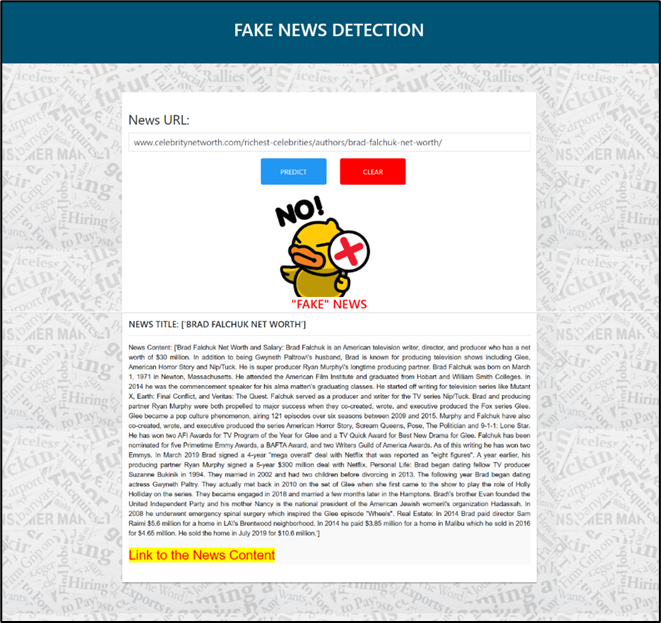 FAKE NEWS DETECTION
News URL:
www.celebritynetworth.com/richest-celebrities/authors/brad-falchuk-net-worth/
PREDICT CLEAR
NO!
"FAKE" NEWS
NEWS TITLE: ['BRAD FALCHUK NET WORTH']
News Content: ['Brad Falchuk Net Worth and Salary: Brad Falchuk is an American television writer, director, and producer who has a net
worth of $30 million. In addition to being Gwyneth Paltrow\'s husband, Brad is known for producing television shows including Glee,
American Horror Story and Nip/Tuck. He is super producer Ryan Murphy\'s longtime producing partner. Brad Falchuk was born on March
1, 1971 in Newton, Massachusetts. He attended the American Film Institute and graduated from Hobart and William Smith Colleges. In
2014 he was the commencement speaker for his alma matter\'s graduating classes. He started off writing for television series like Mutant
X, Earth: Final Conflict, and Veritas: The Quest. Falchuk served as a producer and writer for the TV series Nip/Tuck. Brad and producing
partner Ryan Murphy were both propelled to major success when they co-created, wrote, and executive produced the Fox series Glee.
Glee became a pop culture phenomenon, airing 121 episodes over six seasons between 2009 and 2015. Murphy and Falchuk have also
co-created, wrote, and executive produced the series American Horror Story, Scream Queens, Pose, The Politician and 9-1-1: Lone Star.
He has won two AFI Awards for TV Program of the Year for Glee and a TV Quick Award for Best New Drama for Glee. Falchuk has been
nominated for five Primetime Emmy Awards, a BAFTA Award, and two Writers Guild of America Awards. As of this writing he has won two
Emmys. In March 2019 Brad signed a 4-year "mega overall" deal with Netflix that was reported as "eight figures". A year earlier, his
producing partner Ryan Murphy signed a 5-year $300 million deal with Netflix. Personal Life: Brad began dating fellow TV producer
Suzanne Bukinik in 1994. They married in 2002 and had two children before divorcing in 2013. The following year Brad began dating
actress Gwyneth Paltry. They actually met back in 2010 on the set of Glee when she first came to the show to play the role of Holly
Holliday on the series. They became engaged in 2018 and married a few months later in the Hamptons. Brad\'s brother Evan founded the
United Independent Party and his mother Nancy is the national president of the American Jewish women\'s organization Hadassah. In
2008 he underwent emergency spinal surgery which inspired the Glee episode "Wheels". Real Estate: In 2014 Brad paid director Sam
Raimi $5.6 million for a home in LA\'s Brentwood neighborhood. In 2014 he paid $3.85 million for a home in Malibu which he sold in 2016
for $4.65 million. He sold the home in July 2019 for $10.6 million.']
Link to the News Content